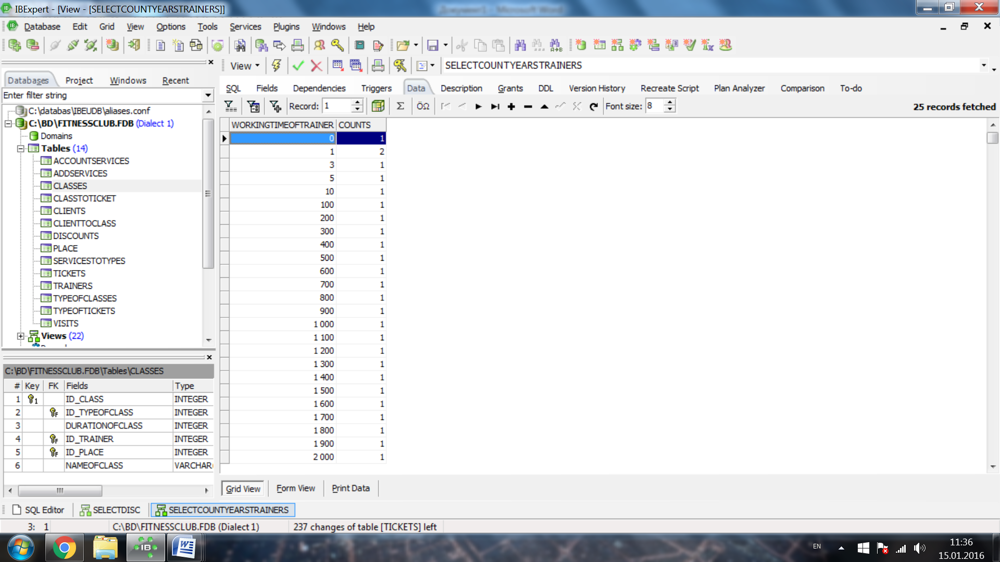 IBExpert - [View - [SELECTCOUNTYEARSTRAINERS]]
Database Edit Grid View Options Tools Services Plugins Windows Help
View SELECTCOUNTYEARSTRAINERS
Databases Project Windows Recent
SQL Fields Dependencies Triggers Data Description Grants DDL Version History Recreate Script Plan Analyzer Comparison To-do
Enter filter string
Record: 1 Σ ÖΩ Font size: 8 25 records fetched
C:\databas\IBEUDB\aliases.conf
C:\BD\FITNESSCLUB.FDB (Dialect 1)
Domains
Tables (14)
ACCOUNTSERVICES
ADDSERVICES
CLASSES
CLASSTOTICKET
CLIENTS
CLIENTTOCLASS
DISCOUNTS
PLACE
SERVICESTOTYPES
TICKETS
TRAINERS
TYPEOFCLASSES
TYPEOFTICKETS
VISITS
Views (22)
WORKINGTIMEOFTRAINER COUNTS
0 1
1 2
3 1
5 1
10 1
100 1
200 1
300 1
400 1
500 1
600 1
700 1
800 1
900 1
1 000 1
1 100 1
1 200 1
1 300 1
1 400 1
1 500 1
1 600 1
1 700 1
1 800 1
1 900 1
2 000 1
C:\BD\FITNESSCLUB.FDB\Tables\CLASSES
# Key FK Fields Type
1 1 ID_CLASS INTEGER
2 F ID_TYPEOFCLASS INTEGER
3 DURATIONOFCLASS INTEGER
4 F ID_TRAINER INTEGER
5 F ID_PLACE INTEGER
6 NAMEOFCLASS VARCHAR(
Grid View Form View Print Data
SQL Editor SELECTDISC SELECTCOUNTYEARSTRAINERS
3: 1 C:\BD\FITNESSCLUB.FDB (Dialect 1) 237 changes of table [TICKETS] left
IB
EN
11:36
15.01.2016